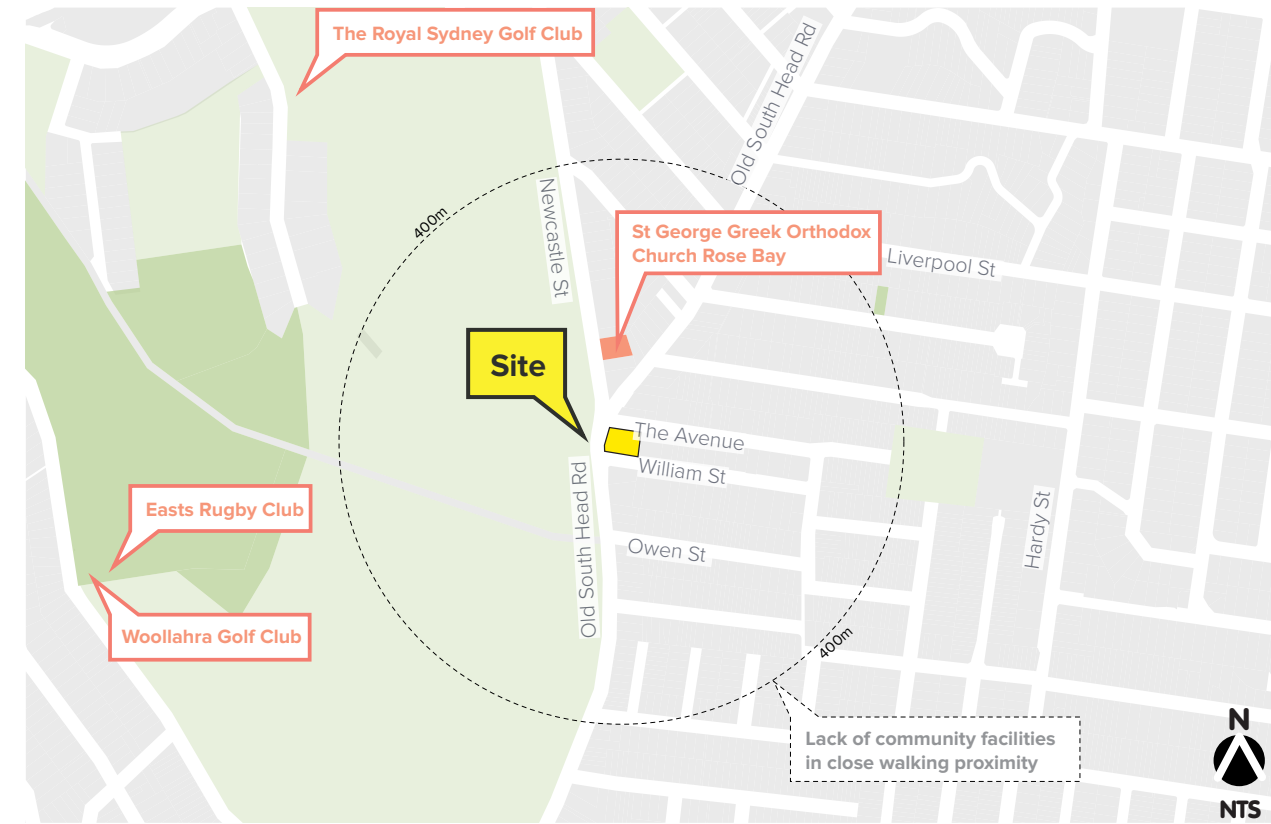 The Royal Sydney Golf Club
Old South Head Rd
400m
Newcastle St
St George Greek Orthodox
Church Rose Bay
Liverpool St
Site
The Avenue
William St
Old South Head Rd
Easts Rugby Club
Hardy St
Owen St
Woollahra Golf Club
400m
Lack of community facilities
in close walking proximity
N
NTS